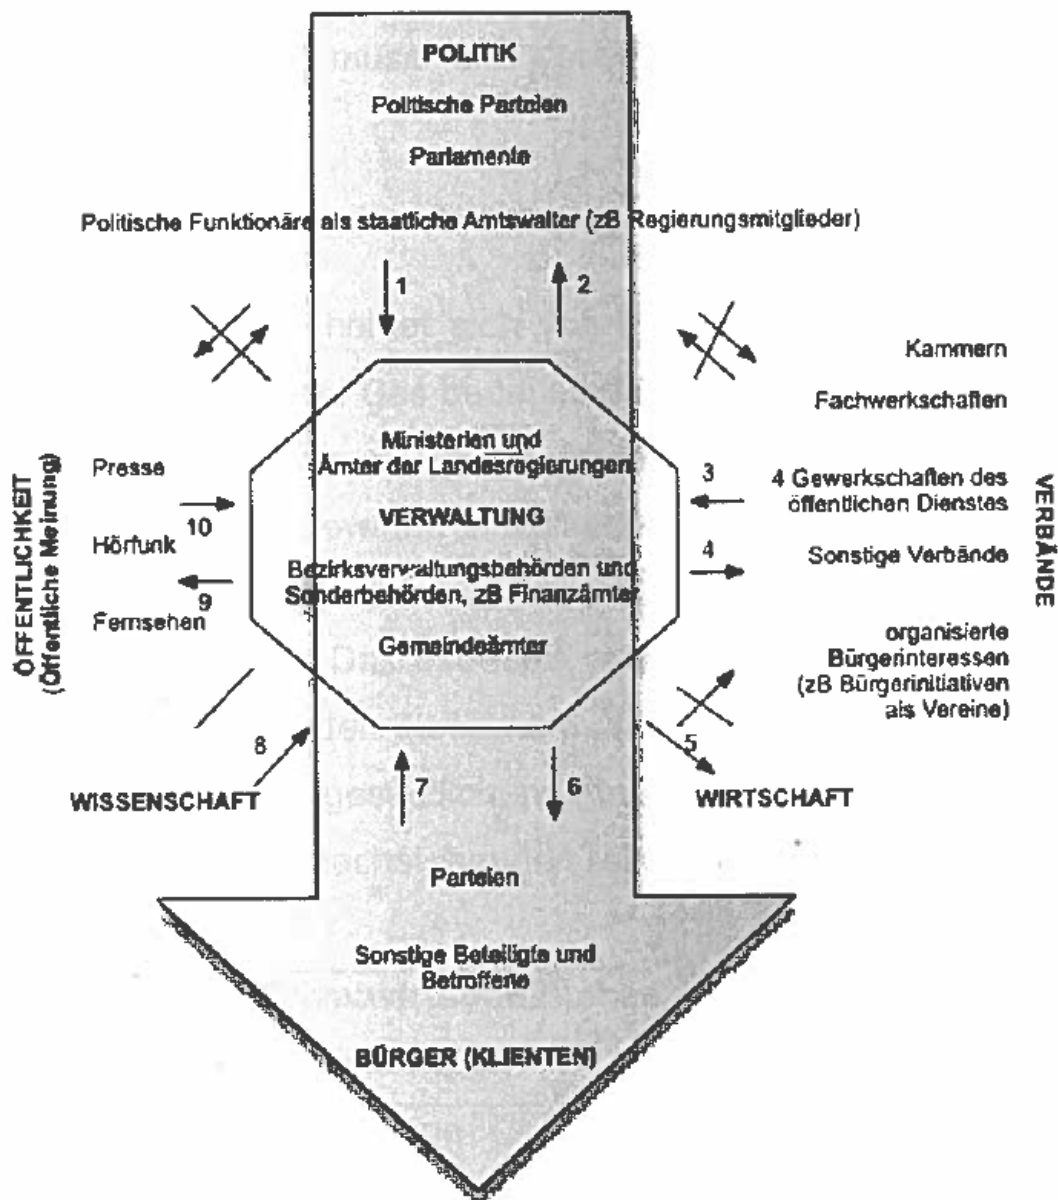 POLITIK
Politische Parteien
Parlamente
Politische Funktionäre als staatliche Amtswalter (zB Regierungsmitglieder)
1
2
Kammern
Fachwerkschaften
Ministerien und
Ämter der Landesregierungen
VERWALTUNG
Bezirksverwaltungsbehörden und
Sonderbehörden, zB Finanzämter
Gemeindeämter
ÖFFENTLICHKEIT
(Öffentliche Meinung)
Presse
10
Hörfunk
9
Fernsehen
3
4 Gewerkschaften des
öffentlichen Dienstes
4
Sonstige Verbände
organisierte
Bürgerinteressen
(zB Bürgerinitiativen
als Vereine)
VERBÄNDE
8
WISSENSCHAFT
7
6
5
WIRTSCHAFT
Parteien
Sonstige Beteiligte und
Betroffene
BÜRGER (KLIENTEN)